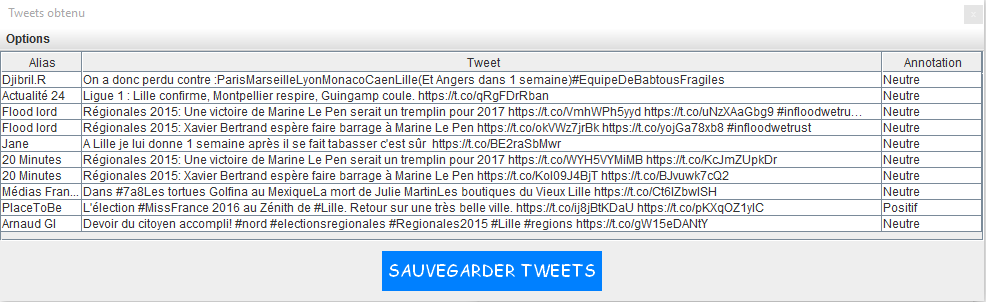 Tweets obtenu x
Options
Alias Tweet Annotation
Djibril.R On a donc perdu contre :ParisMarseilleLyonMonacoCaenLille(Et Angers dans 1 semaine)#EquipeDeBabtousFragiles Neutre
Actualité 24 Ligue 1 : Lille confirme, Montpellier respire, Guingamp coule. https://t.co/qRgFDrRban Neutre
Flood lord Régionales 2015: Une victoire de Marine Le Pen serait un tremplin pour 2017 https://t.co/VmhWPh5yyd https://t.co/uNzXAaGbg9 #infloodwetru... Neutre
Flood lord Régionales 2015: Xavier Bertrand espère faire barrage à Marine Le Pen https://t.co/okVWz7jrBk https://t.co/yojGa78xb8 #infloodwetrust Neutre
Jane A Lille je lui donne 1 semaine après il se fait tabasser c'est sûr https://t.co/BE2raSbMwr Neutre
20 Minutes Régionales 2015: Une victoire de Marine Le Pen serait un tremplin pour 2017 https://t.co/WYH5VYMiMB https://t.co/KcJmZUpkDr Neutre
20 Minutes Régionales 2015: Xavier Bertrand espère faire barrage à Marine Le Pen https://t.co/Kol09J4BjT https://t.co/BJvuwk7cQ2 Neutre
Médias Fran... Dans #7a8Les tortues Golfina au MexiqueLa mort de Julie MartinLes boutiques du Vieux Lille https://t.co/Ct6IZbwlSH Neutre
PlaceToBe L'élection #MissFrance 2016 au Zénith de #Lille. Retour sur une très belle ville. https://t.co/ij8jBtKDaU https://t.co/pKXqOZ1ylC Positif
Arnaud Gl Devoir du citoyen accompli! #nord #electionsregionales #Regionales2015 #Lille #regions https://t.co/gW15eDANtY Neutre
SAUVEGARDER TWEETS